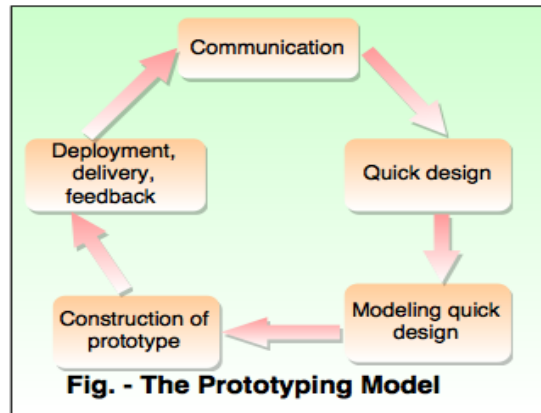 Communication
Quick design
Modeling quick
design
Construction of
prototype
Deployment,
delivery,
feedback
Fig. - The Prototyping Model